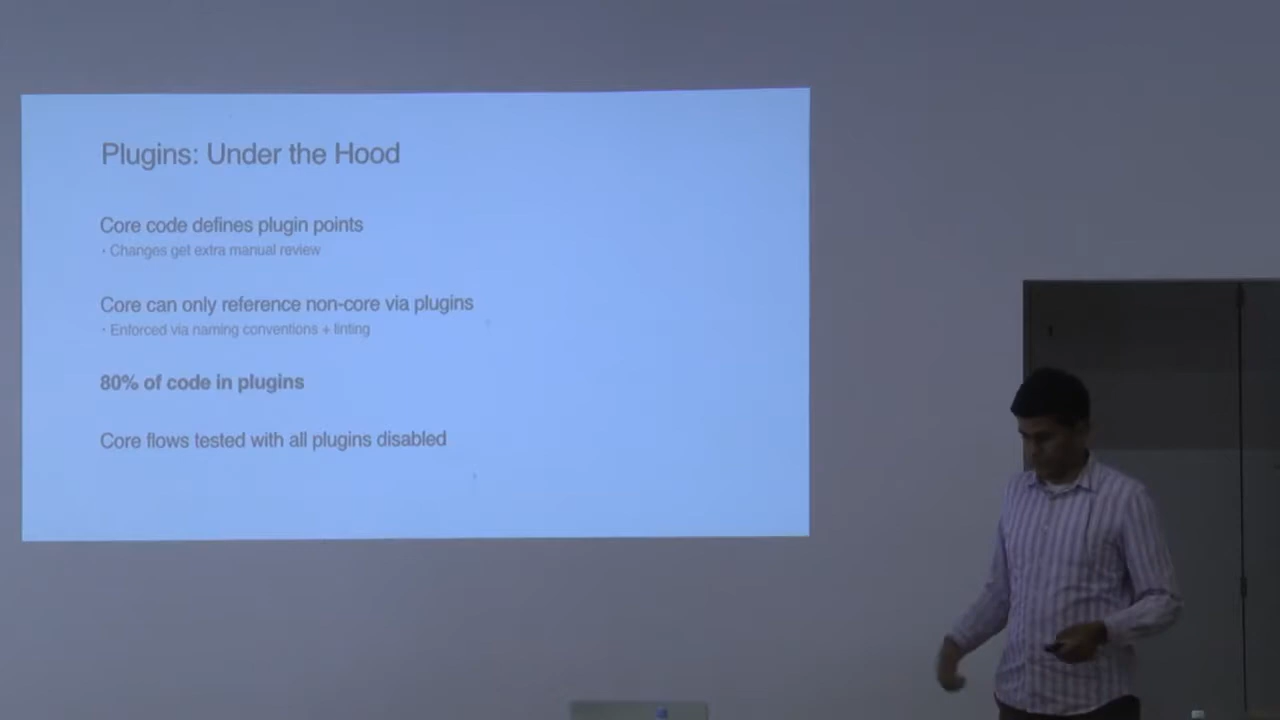 Plugins: Under the Hood
Core code defines plugin points
· Changes get extra manual review
Core can only reference non-core via plugins
· Enforced via naming conventions + linting
80% of code in plugins
Core flows tested with all plugins disabled